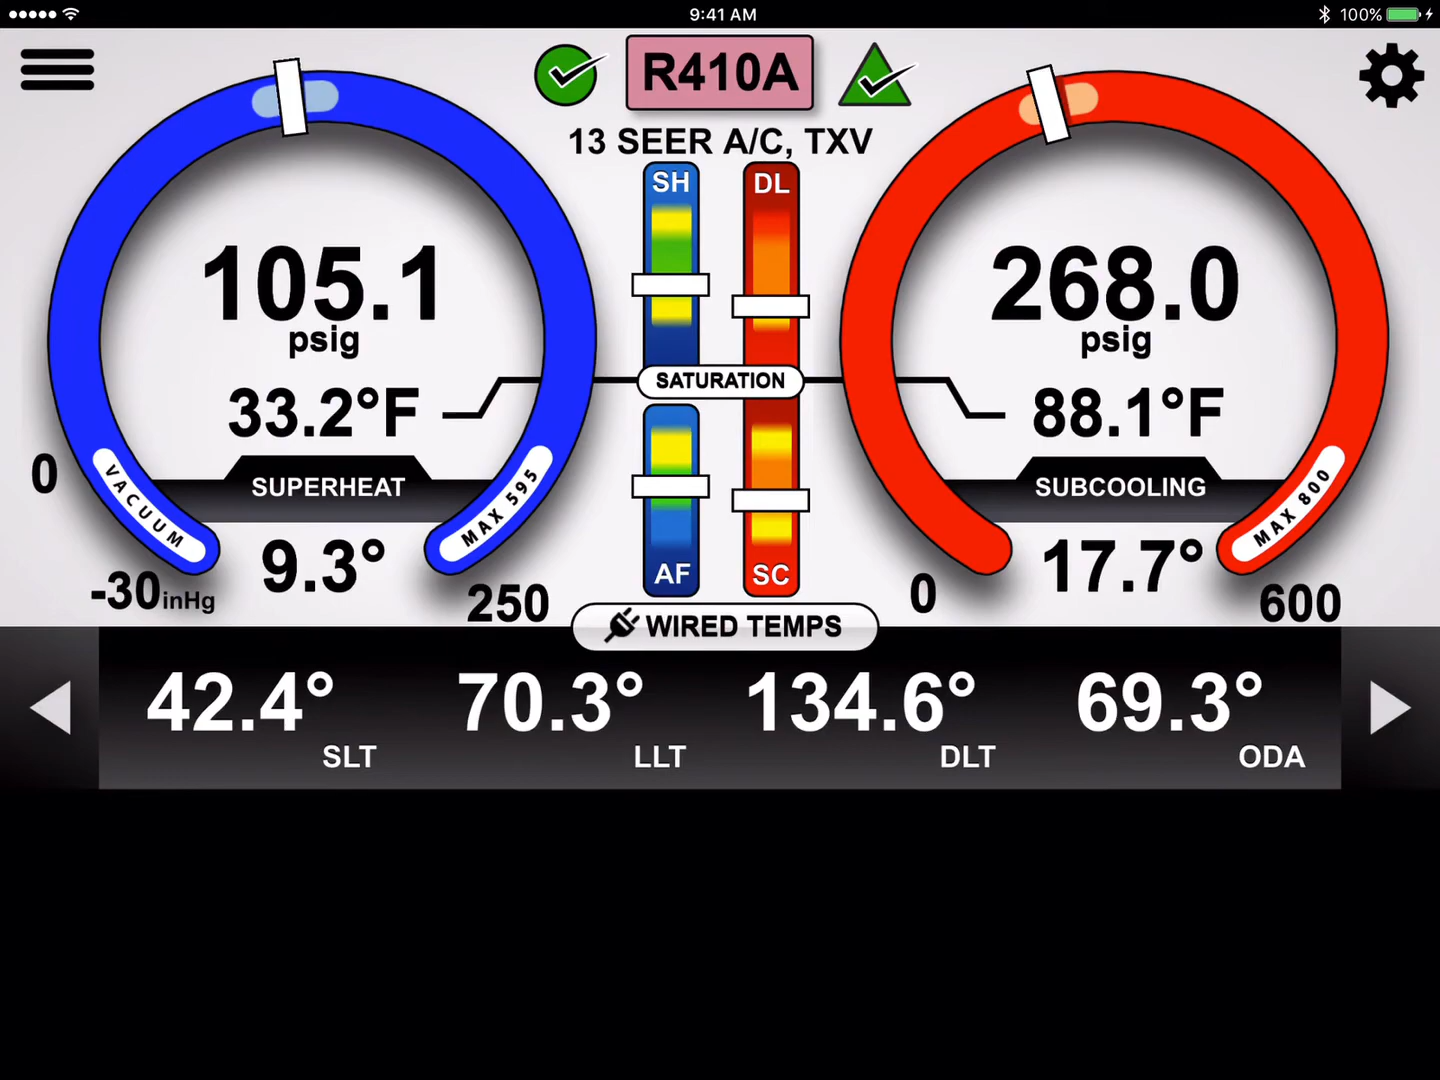 9:41 AM
100%
R410A
13 SEER A/C, TXV
SH
DL
105.1
psig
268.0
psig
SATURATION
33.2°F
88.1°F
0
VACUUM
MAX 595
SUPERHEAT
SUBCOOLING
MAX 800
9.3°
17.7°
AF
SC
-30inHg
250
0
600
WIRED TEMPS
42.4°
SLT
70.3°
LLT
134.6°
DLT
69.3°
ODA